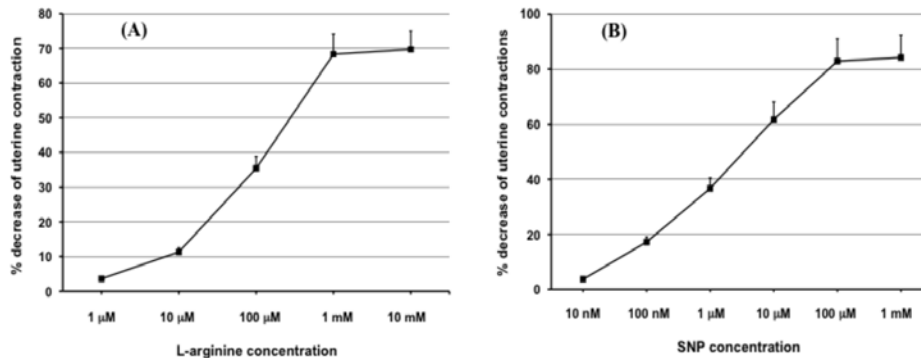 (A)
% decrease of uterine contraction
80
70
60
50
40
30
20
10
0
1 μM 10 μM 100 μM 1 mM 10 mM
L-arginine concentration
(B)
% decrease of uterine contractions
100
80
60
40
20
0
10 nM 100 nM 1 μM 10 μM 100 μM 1 mM
SNP concentration